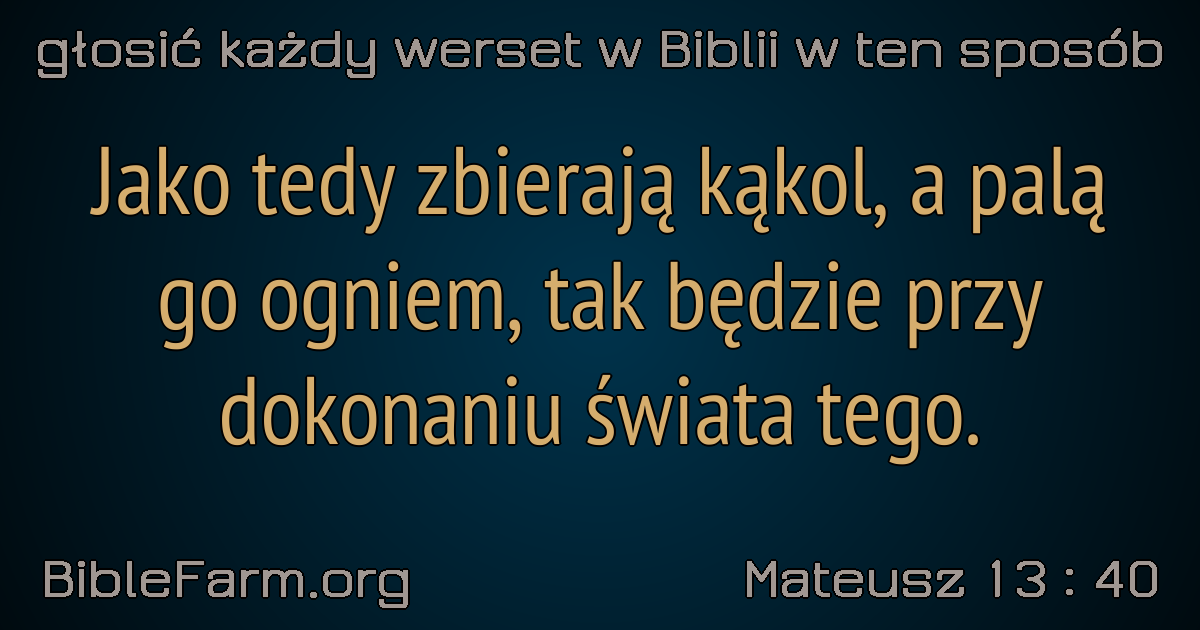 głosić każdy werset w Biblii w ten sposób
Jako tedy zbierają kąkol, a palą
go ogniem, tak będzie przy
dokonaniu świata tego.
BibleFarm.org
Mateusz 13 : 40